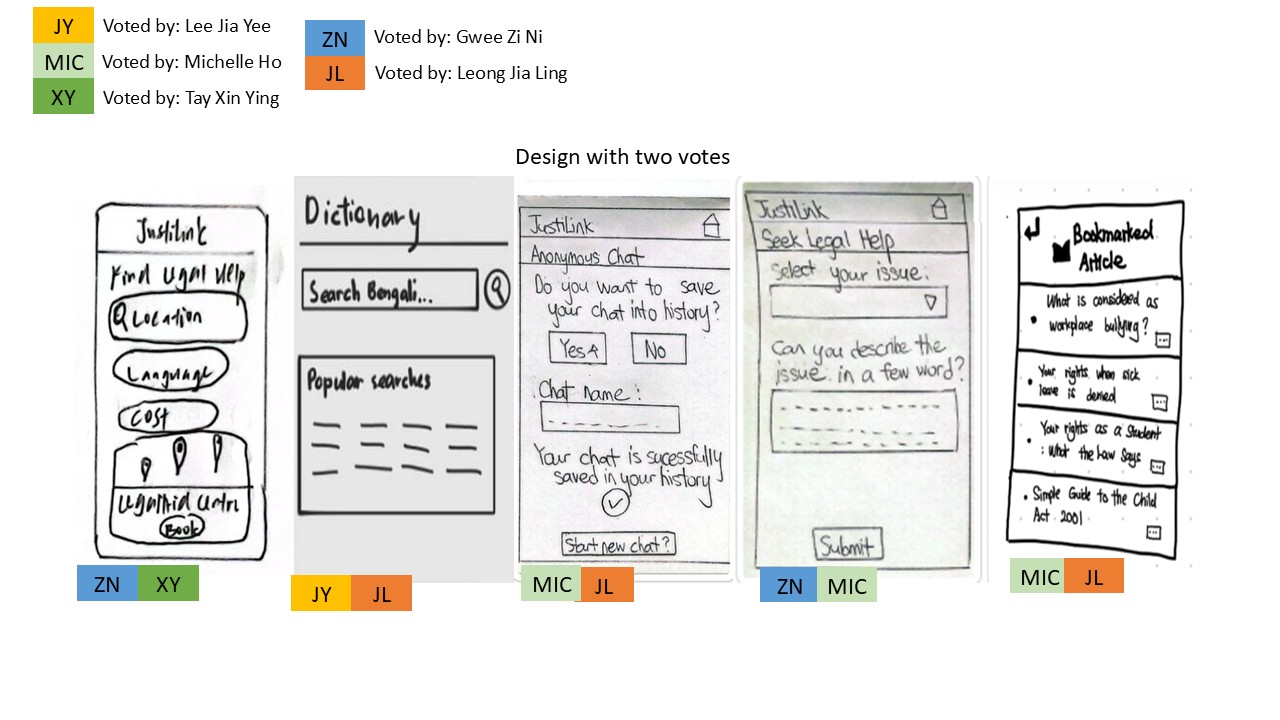 JY Voted by: Lee Jia Yee
MIC Voted by: Michelle Ho
XY Voted by: Tay Xin Ying
ZN Voted by: Gwee Zi Ni
JL Voted by: Leong Jia Ling
Design with two votes
JustiLink
Find Legal Help
Location
Language
Cost
Book
ZN XY
Dictionary
Search Bengali...
Popular searches
JY JL
JustiLink
Anonymous Chat
Do you want to save
your chat into history?
Yes No
Chat name:
Your chat is sucessfully
saved in your history
Start new chat?
MIC JL
JustiLink
Seek Legal Help
Select your issue:
Can you describe the
issue in a few word?
Submit
ZN MIC
Bookmarked
Article
What is considered as
workplace bullying?
Your rights when sick
leave is denied
Your rights as a Student
: What the Law Says
Simple Guide to the Child
Act 2001
MIC JL